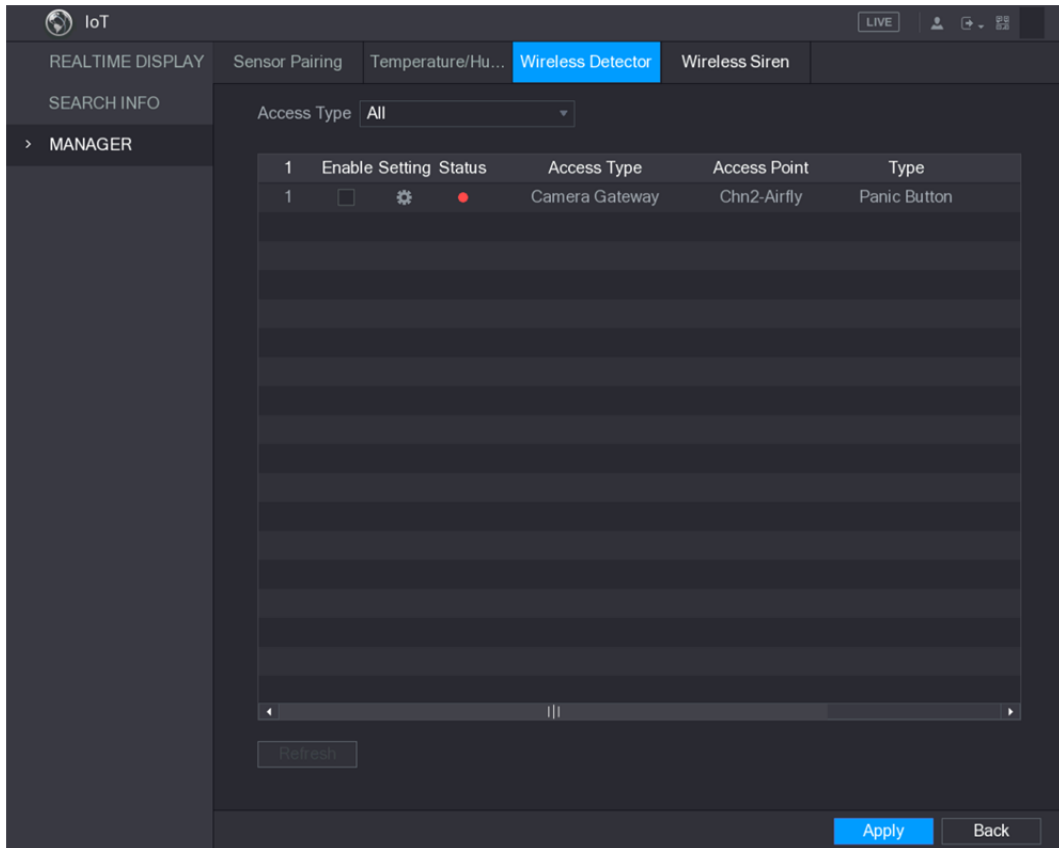 IoT LIVE
REALTIME DISPLAY
SEARCH INFO
> MANAGER
Sensor Pairing Temperature/Hu... Wireless Detector Wireless Siren
Access Type All
1 Enable Setting Status Access Type Access Point Type
1 Camera Gateway Chn2-Airfly Panic Button
Refresh
Apply Back